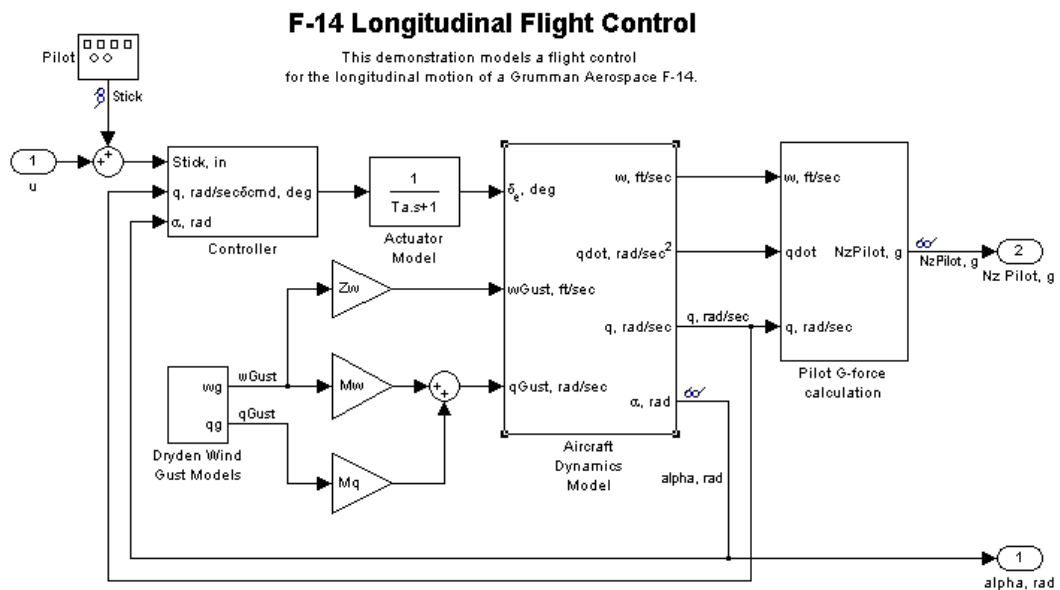 F-14 Longitudinal Flight Control
This demonstration models a flight control
for the longitudinal motion of a Grumman Aerospace F-14.
Pilot
Stick
1
u
Stick, in
q, rad/secδcmd, deg
α, rad
Controller
1
Ta.s+1
Actuator
Model
Zw
Mw
Mq
wg
qg
wGust
qGust
Dryden Wind
Gust Models
δe, deg
wGust, ft/sec
qGust, rad/sec
w, ft/sec
qdot, rad/sec2
q, rad/sec
α, rad
Aircraft
Dynamics
Model
q, rad/sec
alpha, rad
w, ft/sec
qdot
q, rad/sec
NzPilot, g
Pilot G-force
calculation
NzPilot, g
2
Nz Pilot, g
1
alpha, rad